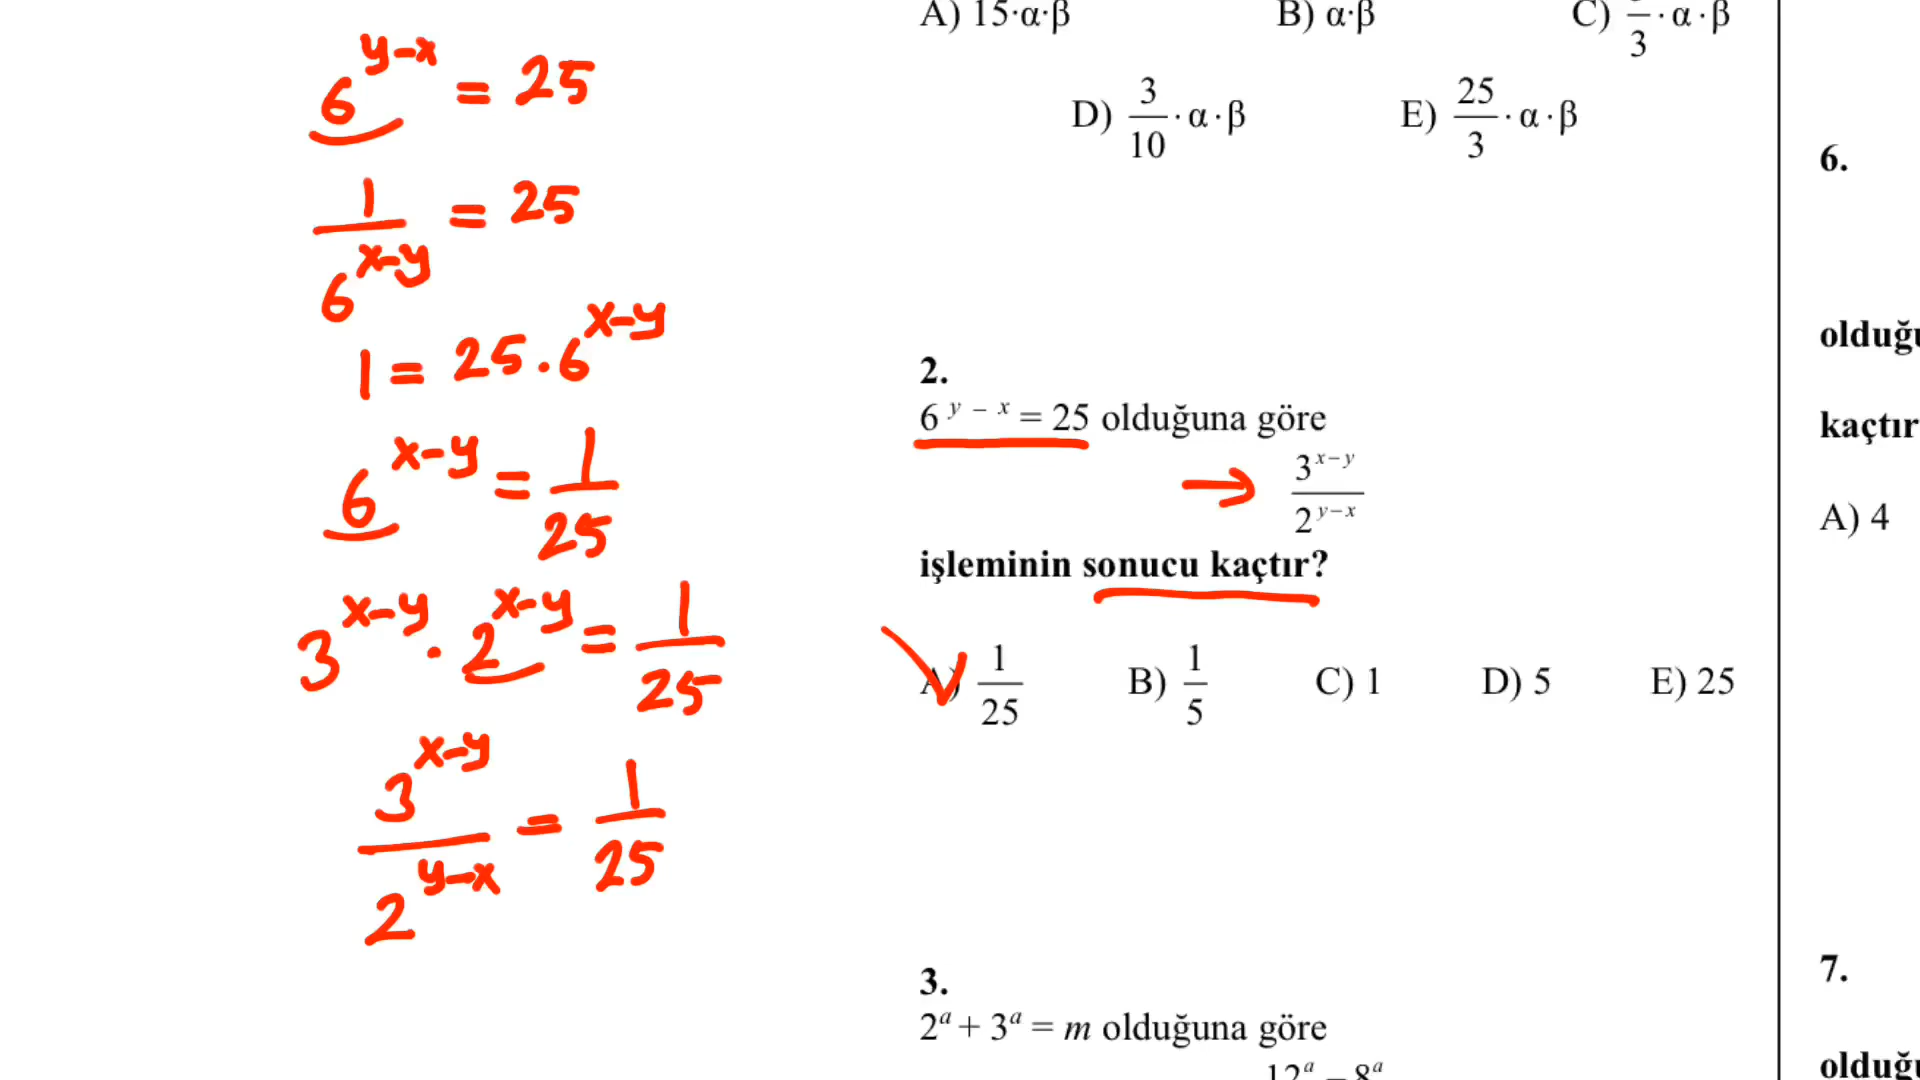 6^{y-x} = 25
1/6^{x-y} = 25
1 = 25 . 6^{x-y}
6^{x-y} = 1/25
3^{x-y} . 2^{x-y} = 1/25
3^{x-y}/2^{y-x} = 1/25
A) 15·α·β B) α·β C) /3 · α · β
D) 3/10 · α · β E) 25/3 · α · β
2.
6^{y - x} = 25 olduğuna göre
→ 3^{x-y}/2^{y-x}
işleminin sonucu kaçtır?
A) 1/25 B) 1/5 C) 1 D) 5 E) 25
3.
2^a + 3^a = m olduğuna göre
12^a – 8^a
6.
kaçtır
A) 4
7.